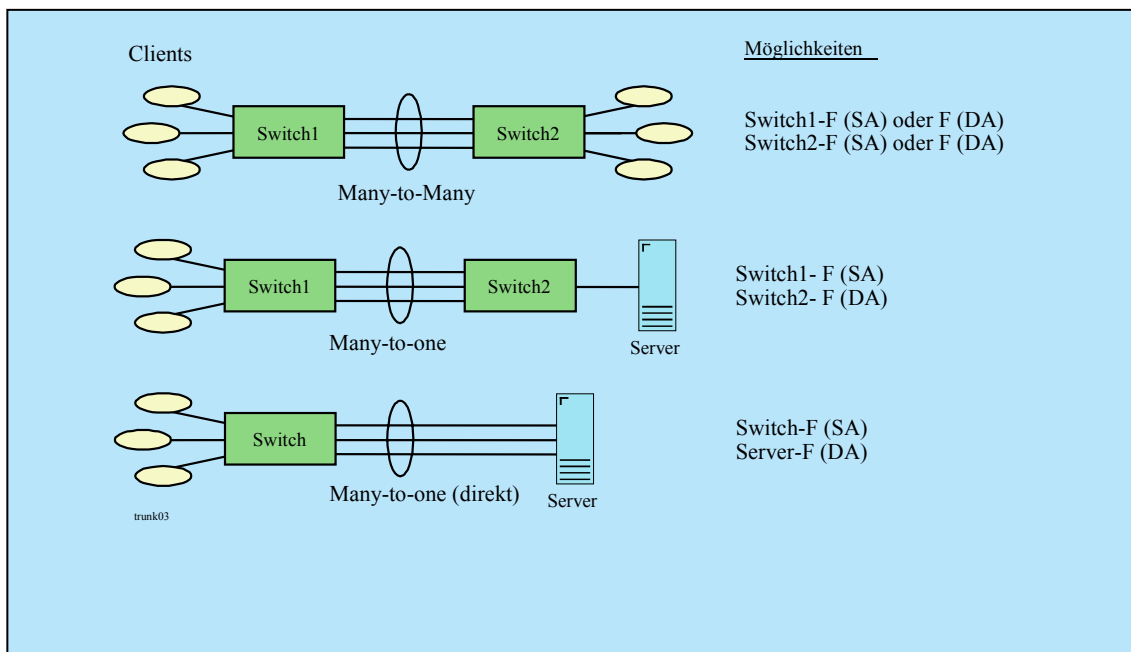 Clients
Möglichkeiten
Switch1
Switch2
Switch1-F (SA) oder F (DA)
Switch2-F (SA) oder F (DA)
Many-to-Many
Switch1
Switch2
Switch1- F (SA)
Switch2- F (DA)
Many-to-one
Server
Switch
Switch-F (SA)
Server-F (DA)
Many-to-one (direkt)
Server
trunk03